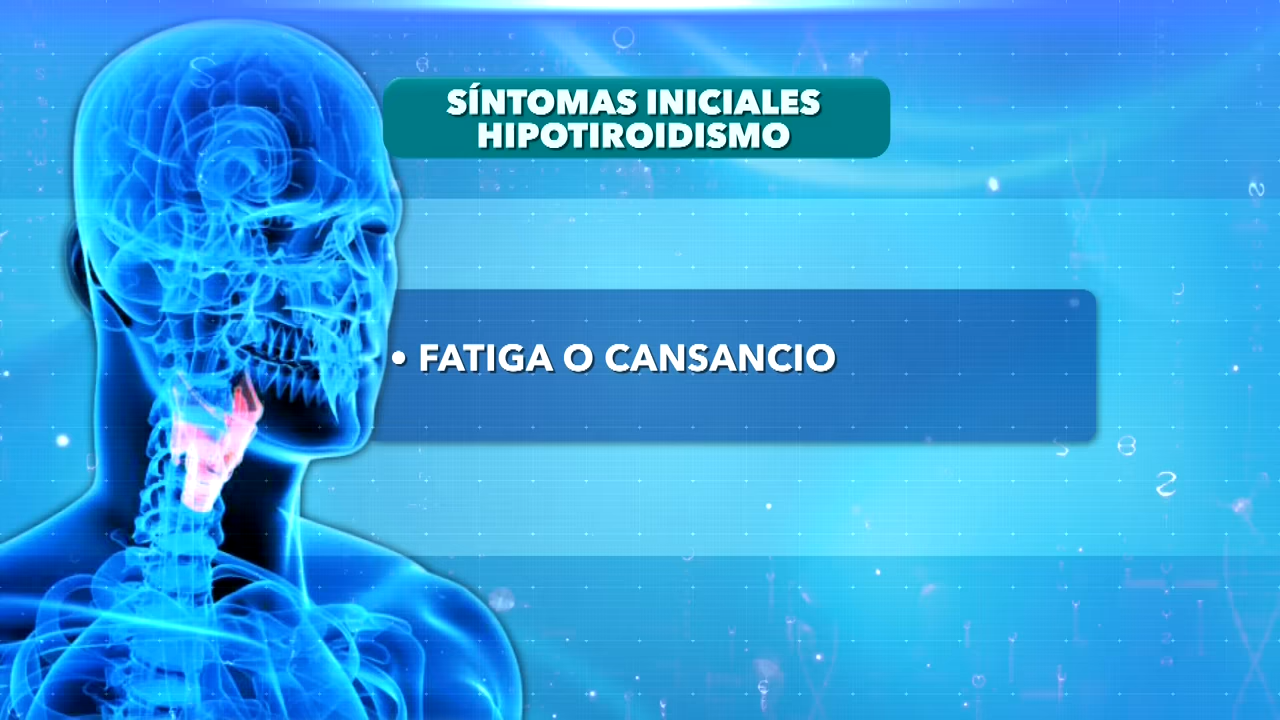 SÍNTOMAS INICIALES
HIPOTIROIDISMO
• FATIGA O CANSANCIO